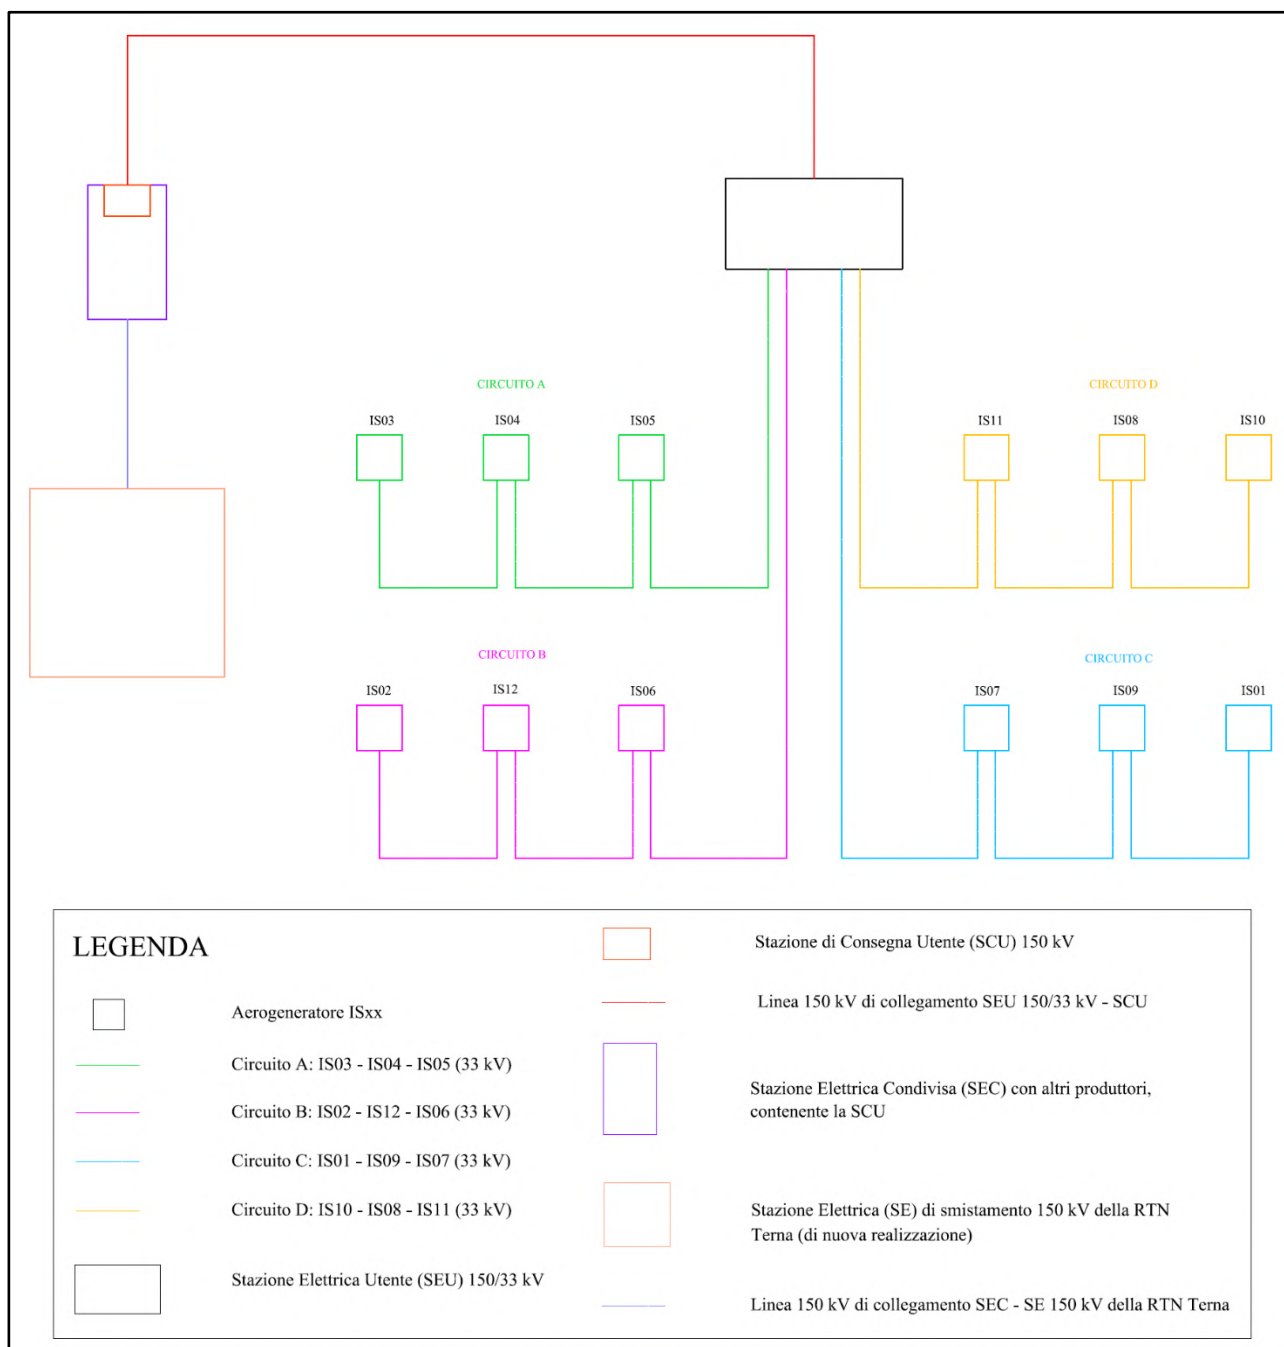 CIRCUITO A
CIRCUITO D
IS03
IS04
IS05
IS11
IS08
IS10
CIRCUITO B
CIRCUITO C
IS02
IS12
IS06
IS07
IS09
IS01
LEGENDA
Aerogeneratore ISxx
Circuito A: IS03 - IS04 - IS05 (33 kV)
Circuito B: IS02 - IS12 - IS06 (33 kV)
Circuito C: IS01 - IS09 - IS07 (33 kV)
Circuito D: IS10 - IS08 - IS11 (33 kV)
Stazione Elettrica Utente (SEU) 150/33 kV
Stazione di Consegna Utente (SCU) 150 kV
Linea 150 kV di collegamento SEU 150/33 kV - SCU
Stazione Elettrica Condivisa (SEC) con altri produttori,
contenente la SCU
Stazione Elettrica (SE) di smistamento 150 kV della RTN
Terna (di nuova realizzazione)
Linea 150 kV di collegamento SEC - SE 150 kV della RTN Terna